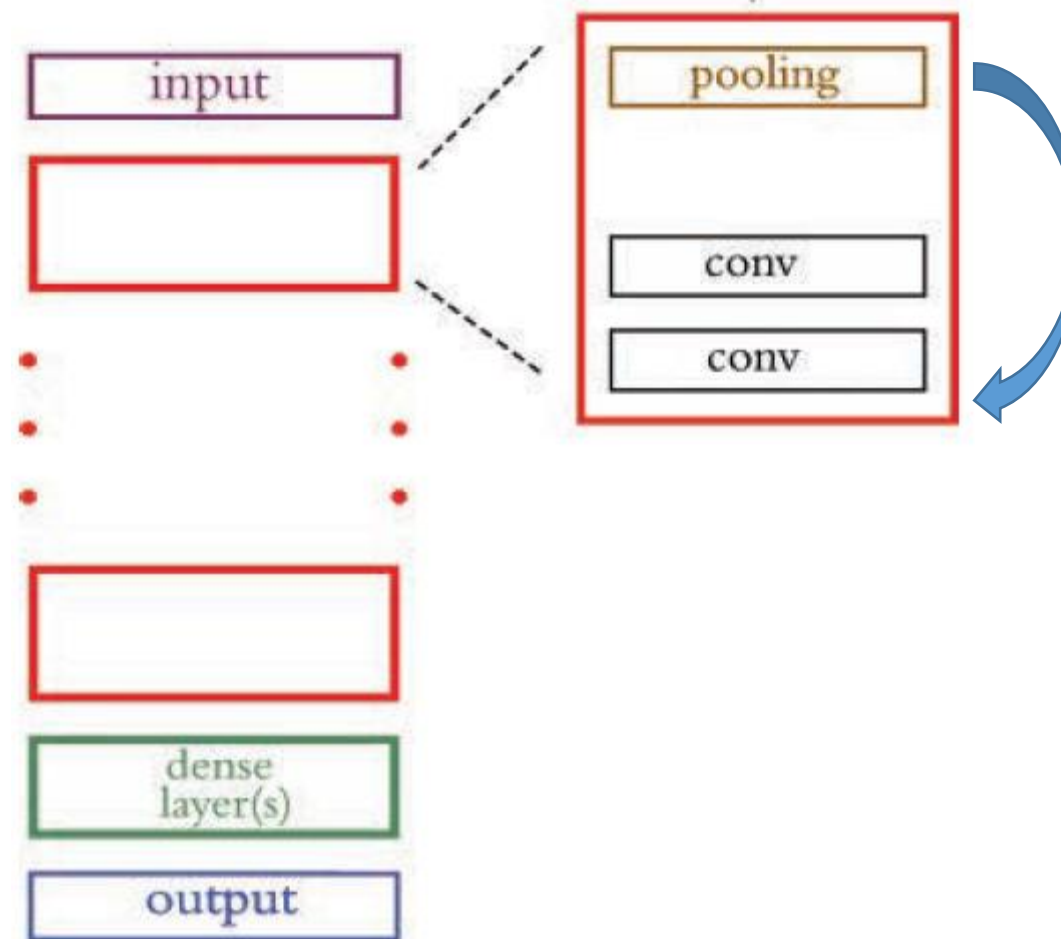 input
pooling
conv
conv
dense
layer(s)
output